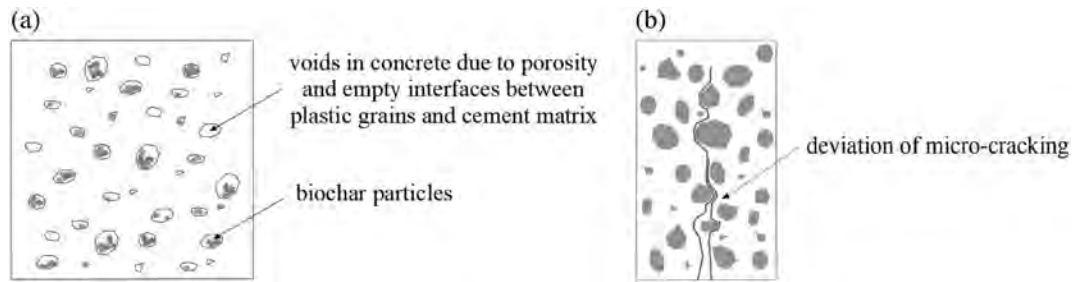 (a)
voids in concrete due to porosity
and empty interfaces between
plastic grains and cement matrix
biochar particles
(b)
deviation of micro-cracking